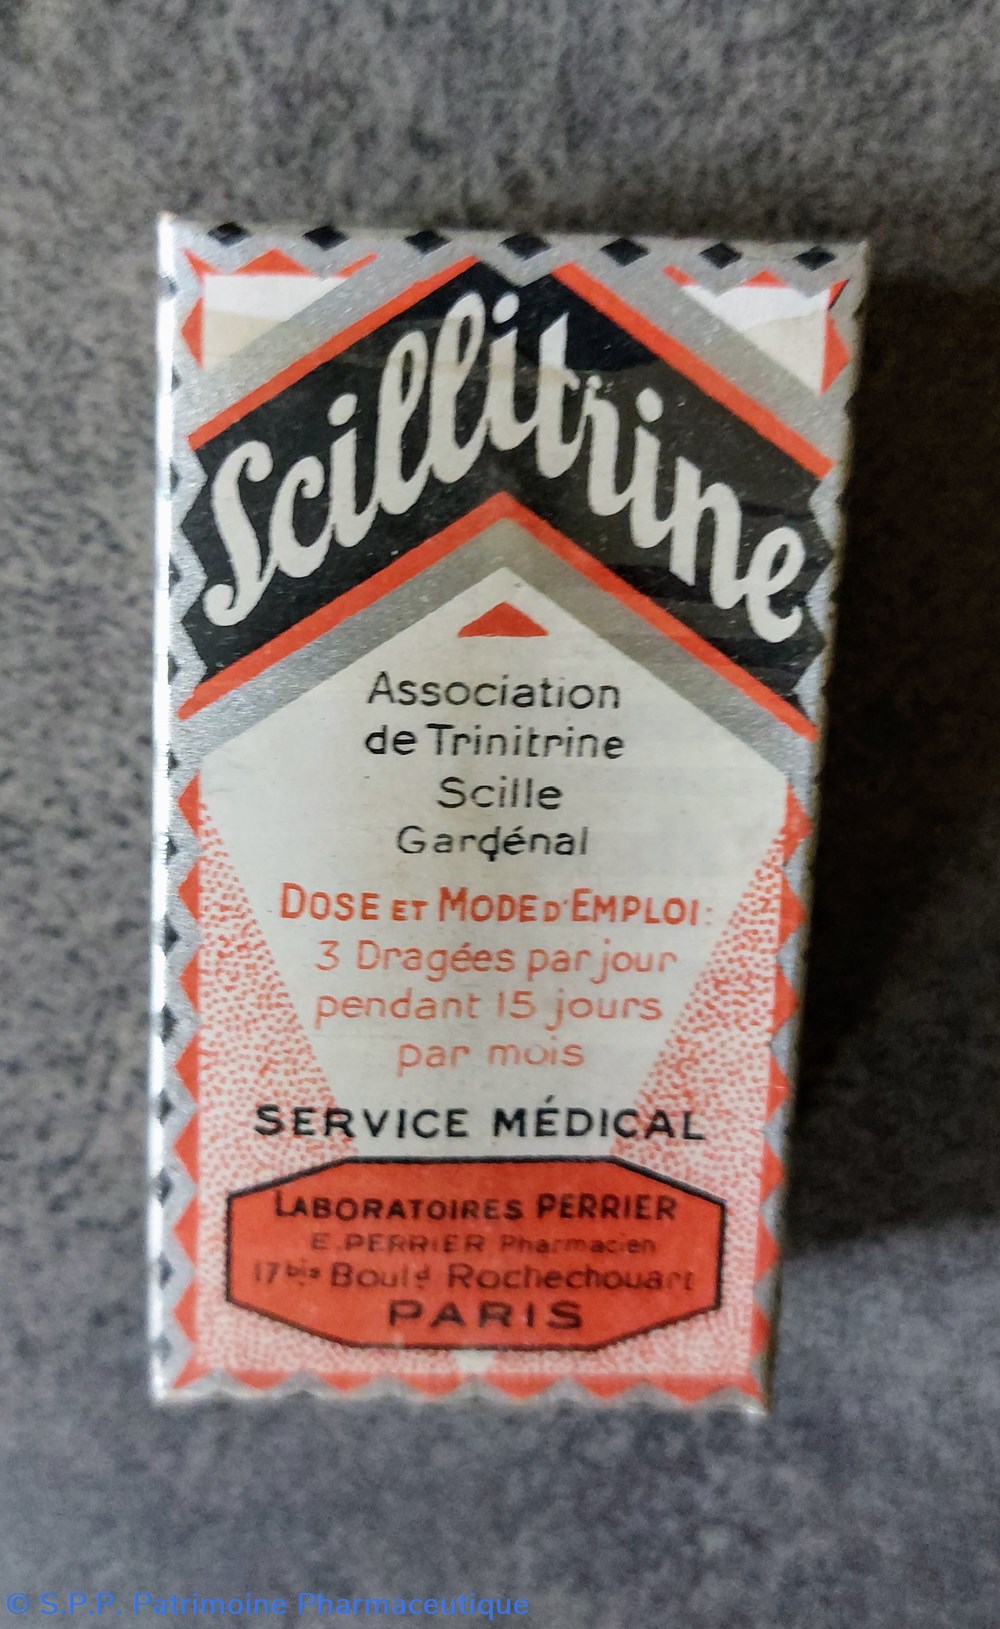 Scillitrine
Association
de Trinitrine
Scille
Gardénal
DOSE ET MODE D'EMPLOI:
3 Dragées par jour
pendant 15 jours
par mois
SERVICE MÉDICAL
LABORATOIRES PERRIER
E. PERRIER Pharmacien
17 bis Bould Rochechouart
PARIS
© S.P.P. Patrimoine Pharmaceutique